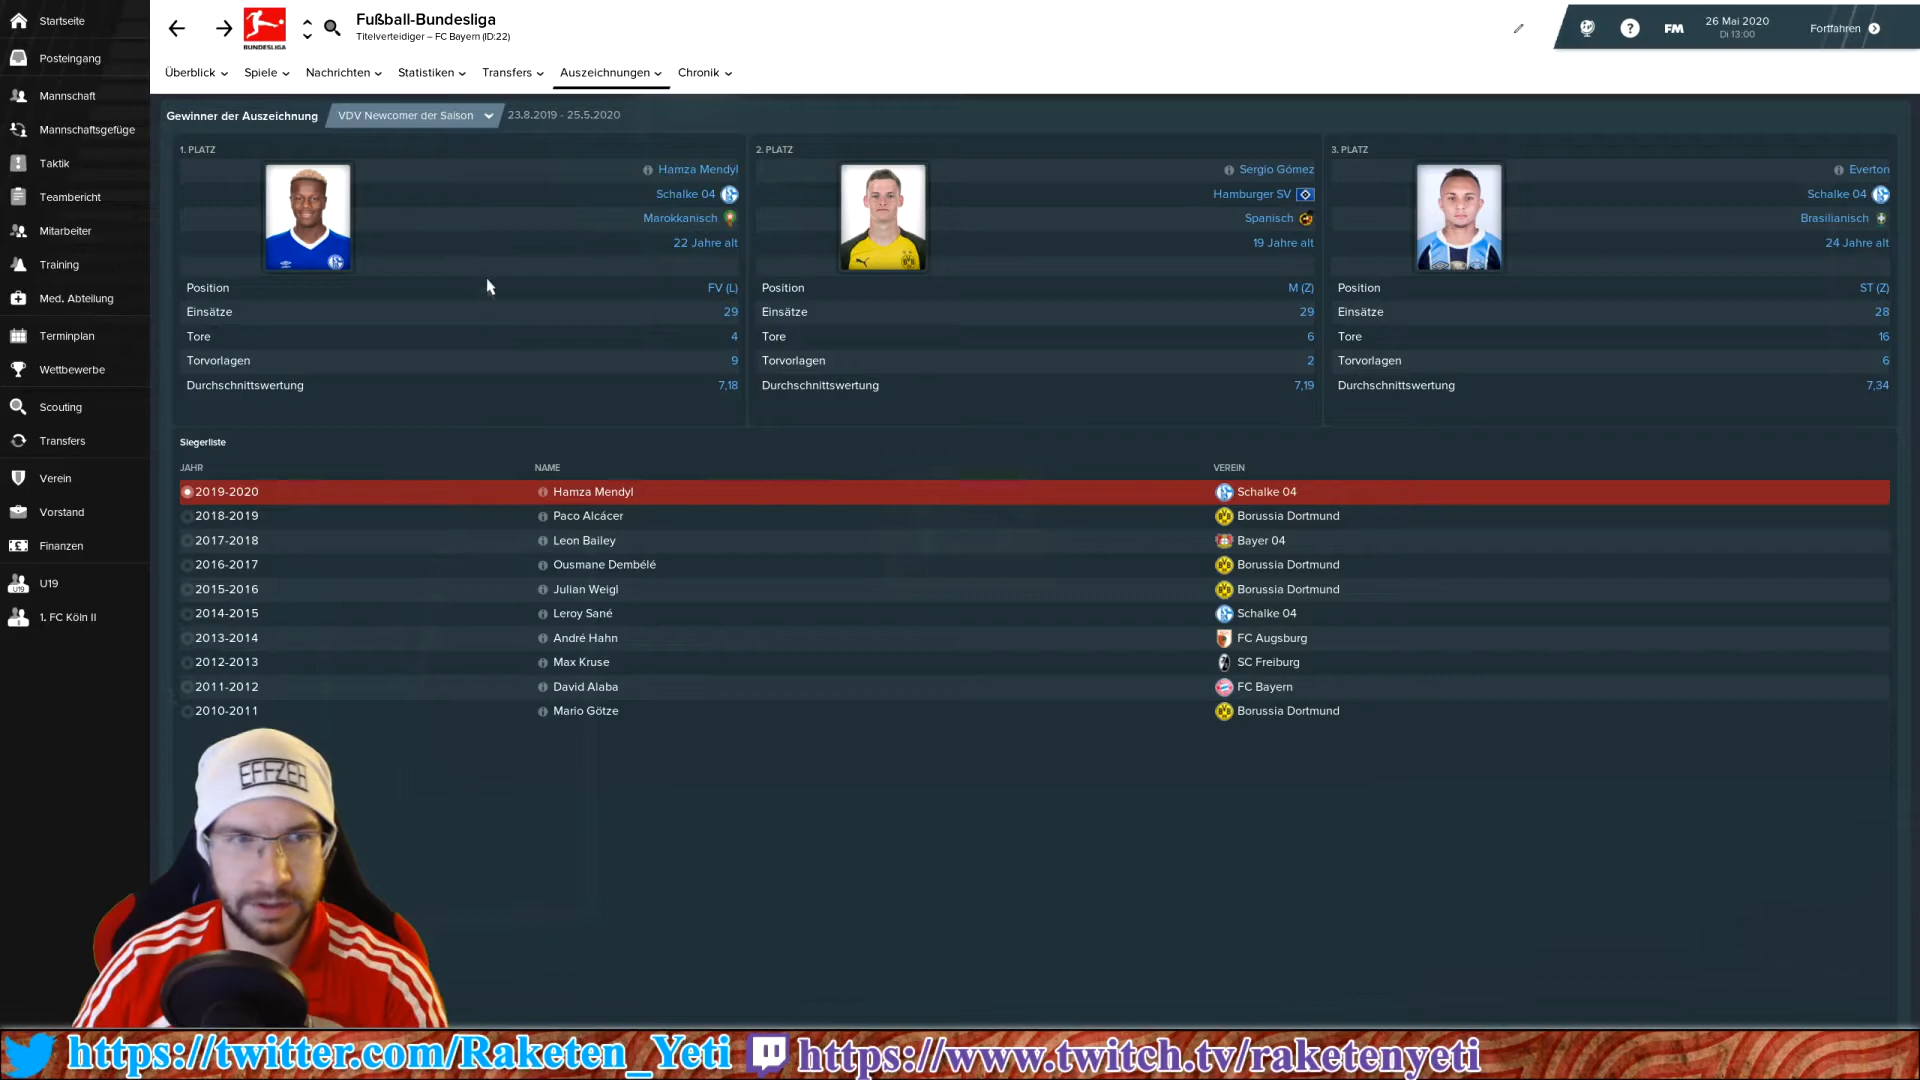 Startseite
Posteingang
Mannschaft
Mannschaftsgefüge
Taktik
Teambericht
Mitarbeiter
Training
Med. Abteilung
Terminplan
Wettbewerbe
Scouting
Transfers
Verein
Vorstand
Finanzen
U19
1. FC Köln II
BUNDESLIGA
Fußball-Bundesliga
Titelverteidiger – FC Bayern (ID:22)
? FM 26 Mai 2020 Fortfahren
Di 13:00
Überblick Spiele Nachrichten Statistiken Transfers Auszeichnungen Chronik
Gewinner der Auszeichnung VDV Newcomer der Saison 23.8.2019 - 25.5.2020
1. PLATZ
Hamza Mendyl
Schalke 04
Marokkanisch
22 Jahre alt
Position FV (L)
Einsätze 29
Tore 4
Torvorlagen 9
Durchschnittswertung 7,18
2. PLATZ
Sergio Gómez
Hamburger SV
Spanisch
19 Jahre alt
Position M (Z)
Einsätze 29
Tore 6
Torvorlagen 2
Durchschnittswertung 7,19
3. PLATZ
Everton
Schalke 04
Brasilianisch
24 Jahre alt
Position ST (Z)
Einsätze 28
Tore 16
Torvorlagen 6
Durchschnittswertung 7,34
Siegerliste
JAHR NAME VEREIN
2019-2020 Hamza Mendyl Schalke 04
2018-2019 Paco Alcácer Borussia Dortmund
2017-2018 Leon Bailey Bayer 04
2016-2017 Ousmane Dembélé Borussia Dortmund
2015-2016 Julian Weigl Borussia Dortmund
2014-2015 Leroy Sané Schalke 04
2013-2014 André Hahn FC Augsburg
2012-2013 Max Kruse SC Freiburg
2011-2012 David Alaba FC Bayern
2010-2011 Mario Götze Borussia Dortmund
EFFZEH
https://twitter.com/Raketen_Yeti https://www.twitch.tv/raketenyeti